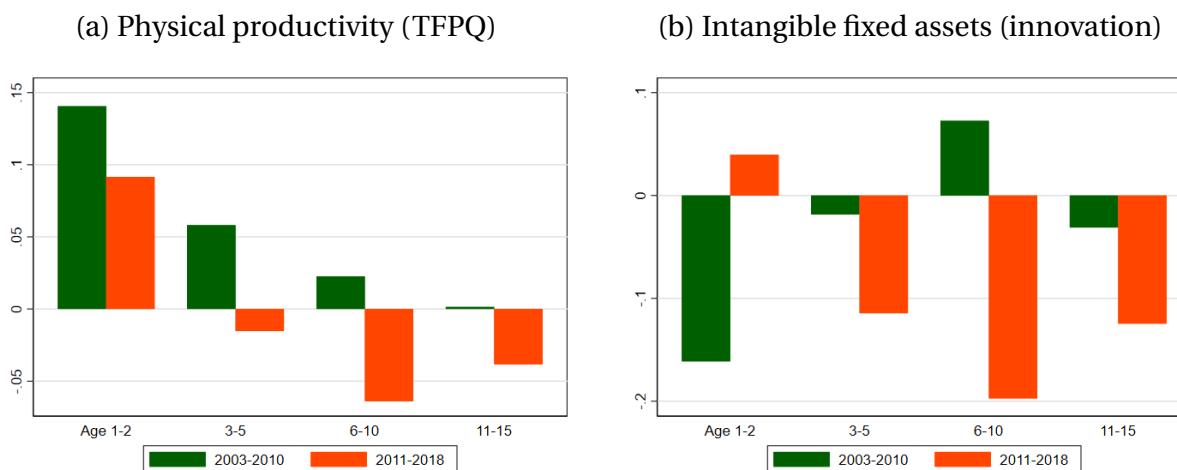 (a) Physical productivity (TFPQ)
.15
.1
.05
0
-.05
Age 1-2 3-5 6-10 11-15
2003-2010 2011-2018
(b) Intangible fixed assets (innovation)
.1
0
-.1
-.2
Age 1-2 3-5 6-10 11-15
2003-2010 2011-2018